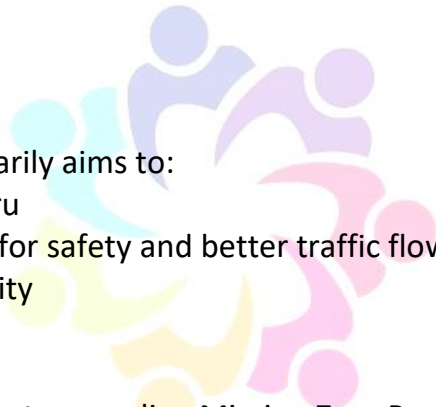 arily aims to:
ru
for safety and better traffic flow
ity